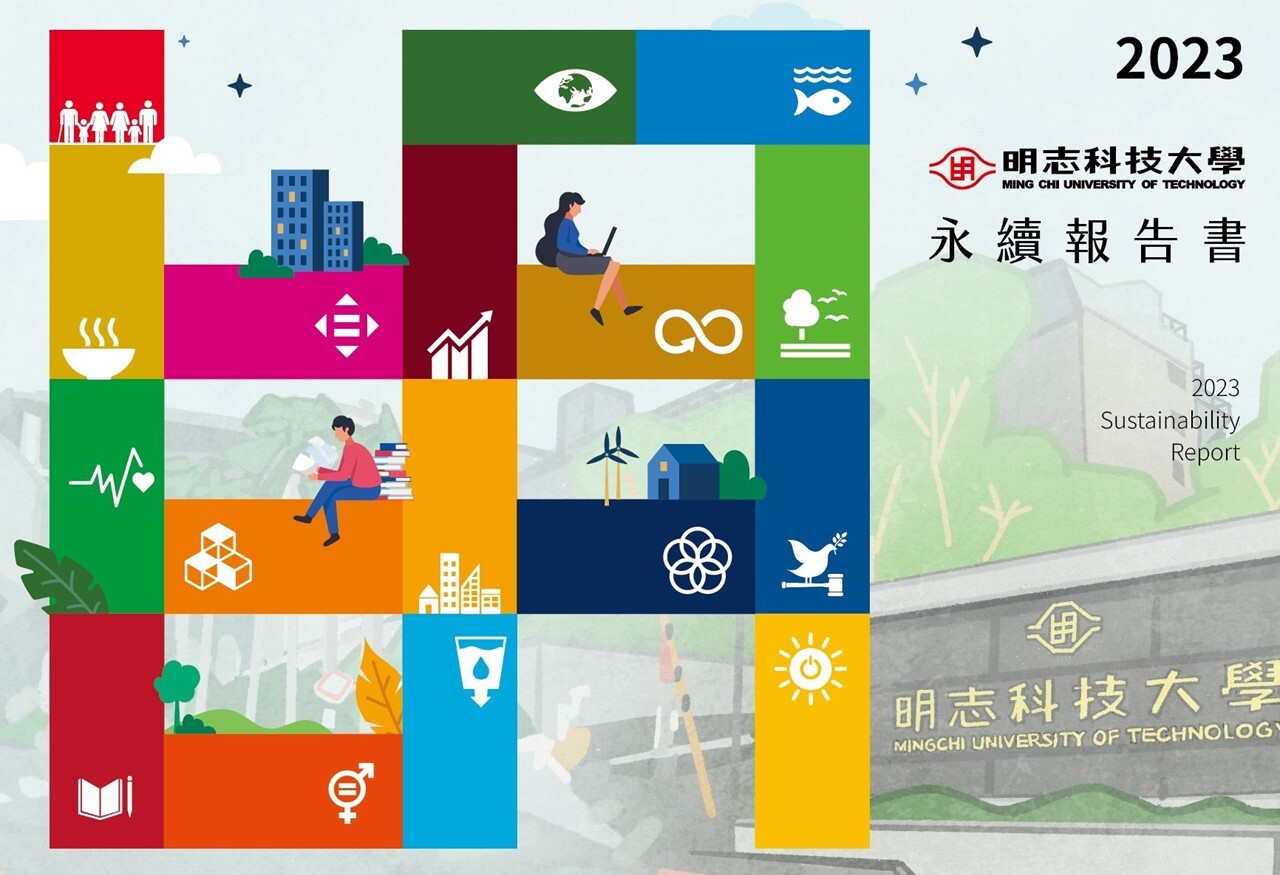 2023
明志科技大學
MING CHI UNIVERSITY OF TECHNOLOGY
永續報告書
2023
Sustainability
Report
明
明志科技大學
MINGCHI UNIVERSITY OF TECHNOLOGY